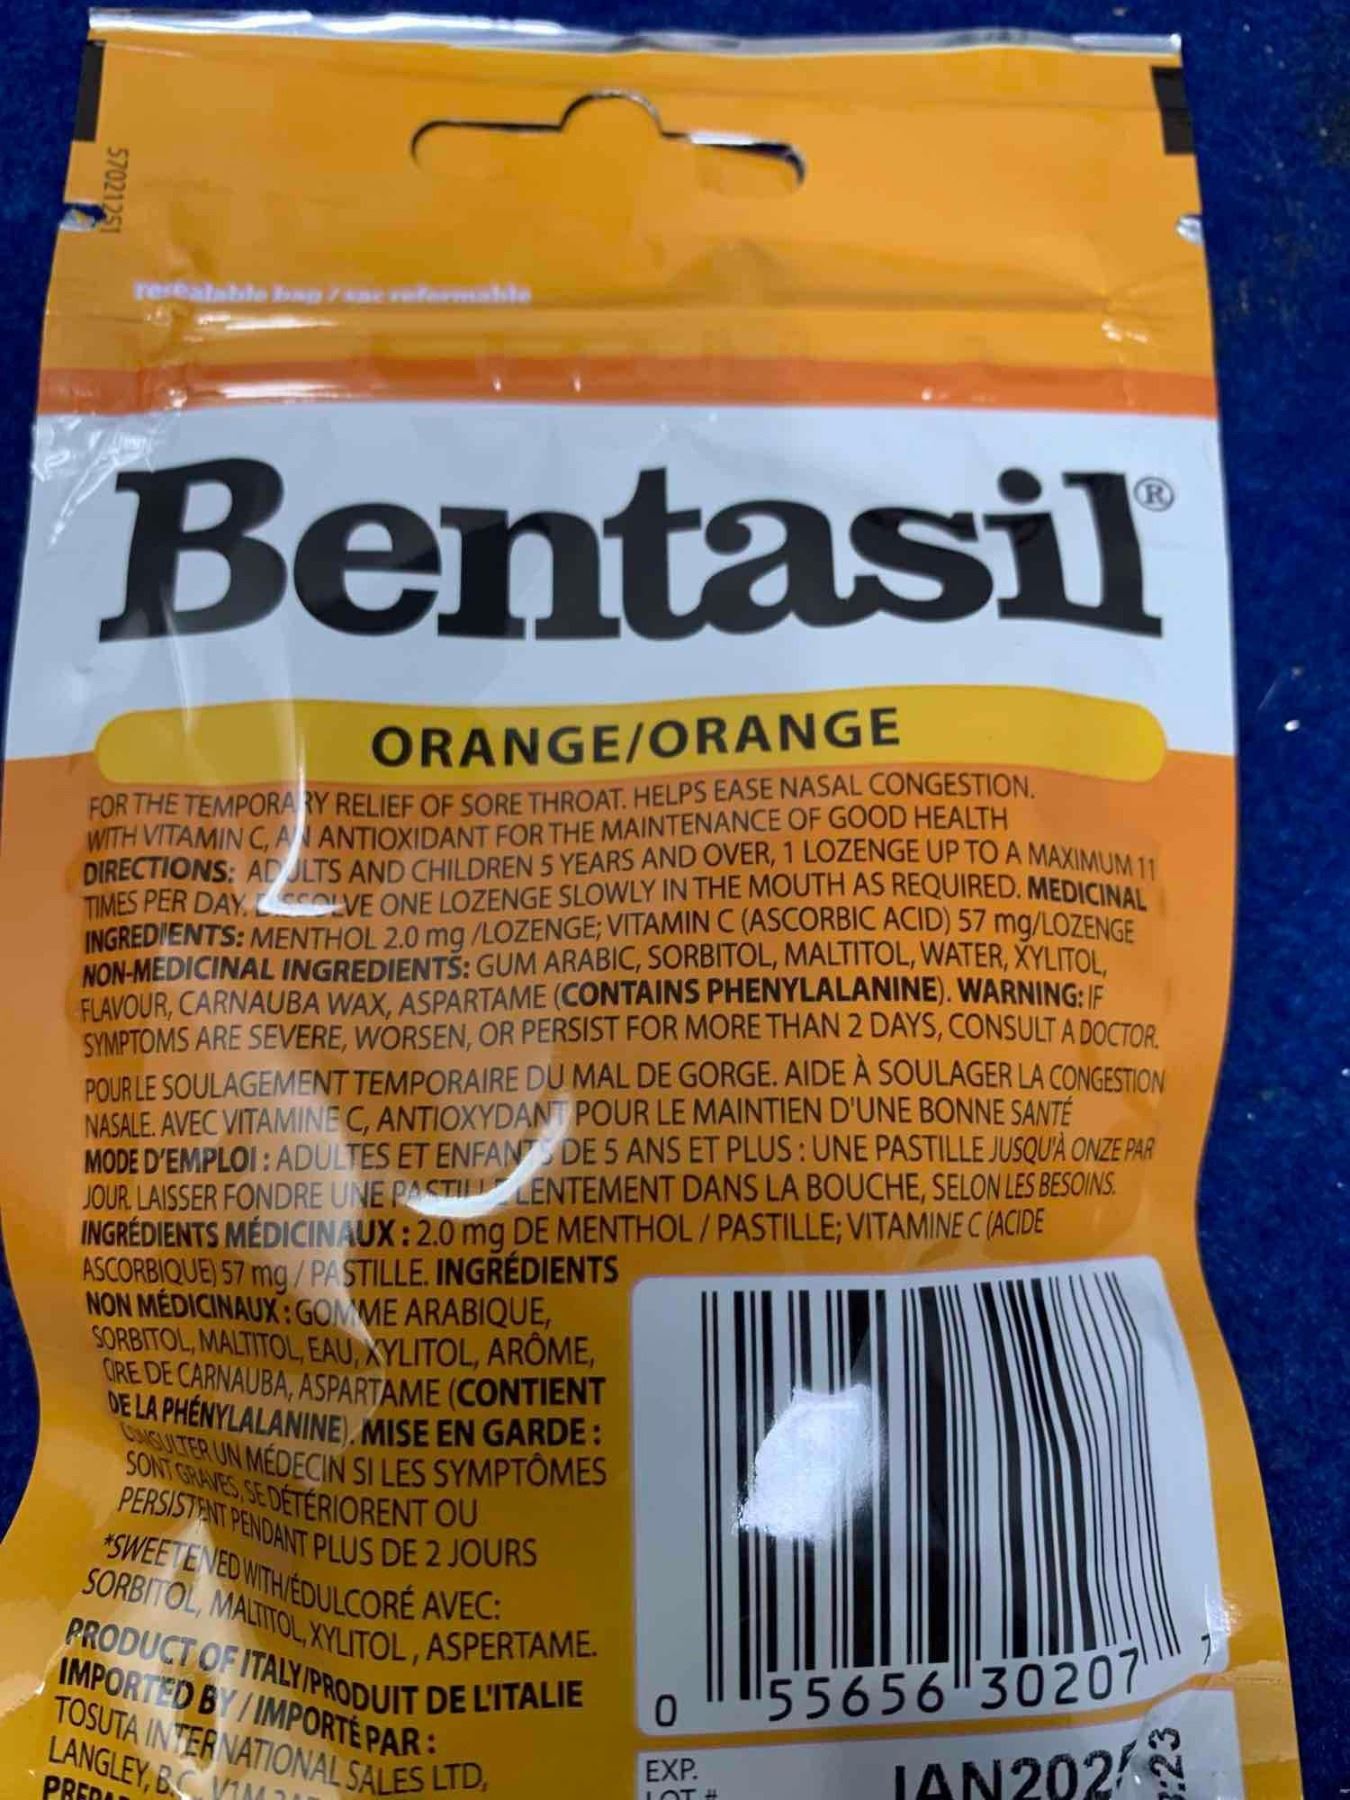 57021251
resealable bag / sac refermable
Bentasil®
ORANGE/ORANGE
FOR THE TEMPORARY RELIEF OF SORE THROAT. HELPS EASE NASAL CONGESTION.
WITH VITAMIN C, AN ANTIOXIDANT FOR THE MAINTENANCE OF GOOD HEALTH
DIRECTIONS: ADULTS AND CHILDREN 5 YEARS AND OVER, 1 LOZENGE UP TO A MAXIMUM 11
TIMES PER DAY. DISSOLVE ONE LOZENGE SLOWLY IN THE MOUTH AS REQUIRED. MEDICINAL
INGREDIENTS: MENTHOL 2.0 mg /LOZENGE; VITAMIN C (ASCORBIC ACID) 57 mg/LOZENGE
NON-MEDICINAL INGREDIENTS: GUM ARABIC, SORBITOL, MALTITOL, WATER, XYLITOL,
FLAVOUR, CARNAUBA WAX, ASPARTAME (CONTAINS PHENYLALANINE). WARNING: IF
SYMPTOMS ARE SEVERE, WORSEN, OR PERSIST FOR MORE THAN 2 DAYS, CONSULT A DOCTOR.
POUR LE SOULAGEMENT TEMPORAIRE DU MAL DE GORGE. AIDE À SOULAGER LA CONGESTION
NASALE. AVEC VITAMINE C, ANTIOXYDANT POUR LE MAINTIEN D'UNE BONNE SANTÉ
MODE D'EMPLOI : ADULTES ET ENFANTS DE 5 ANS ET PLUS : UNE PASTILLE JUSQU'À ONZE PAR
JOUR. LAISSER FONDRE UNE PASTILLE LENTEMENT DANS LA BOUCHE, SELON LES BESOINS.
INGRÉDIENTS MÉDICINAUX : 2.0 mg DE MENTHOL / PASTILLE; VITAMINE C (ACIDE
ASCORBIQUE) 57 mg / PASTILLE. INGRÉDIENTS
NON MÉDICINAUX : GOMME ARABIQUE,
SORBITOL, MALTITOL, EAU, XYLITOL, ARÔME,
CIRE DE CARNAUBA, ASPARTAME (CONTIENT
DE LA PHÉNYLALANINE). MISE EN GARDE :
CONSULTER UN MÉDECIN SI LES SYMPTÔMES
SONT GRAVES, SE DÉTÉRIORENT OU
PERSISTENT PENDANT PLUS DE 2 JOURS
*SWEETENED WITH/ÉDULCORÉ AVEC:
SORBITOL, MALTITOL, XYLITOL, ASPERTAME.
PRODUCT OF ITALY/PRODUIT DE L'ITALIE
IMPORTED BY / IMPORTÉ PAR :
TOSUTA INTERNATIONAL SALES LTD,
LANGLEY, B.C.
0 55656 30207 7
EXP.
LOT #